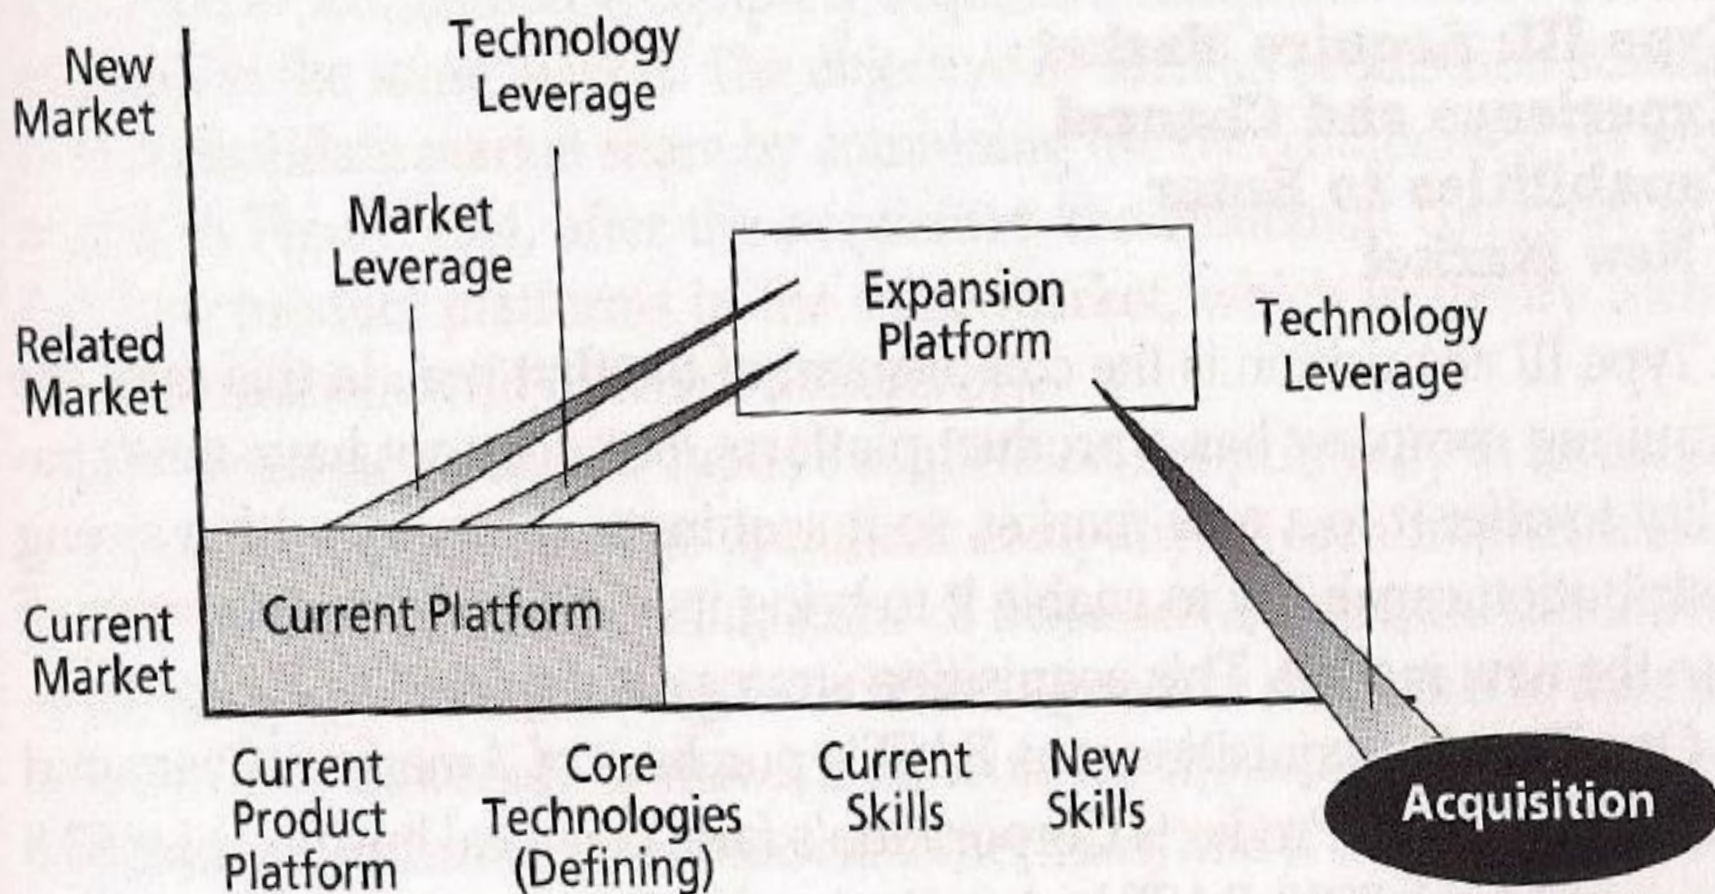 New
Market
Technology
Leverage
Market
Leverage
Related
Market
Expansion
Platform
Technology
Leverage
Current
Market
Current Platform
Current
Product
Platform
Core
Technologies
(Defining)
Current
Skills
New
Skills
Acquisition